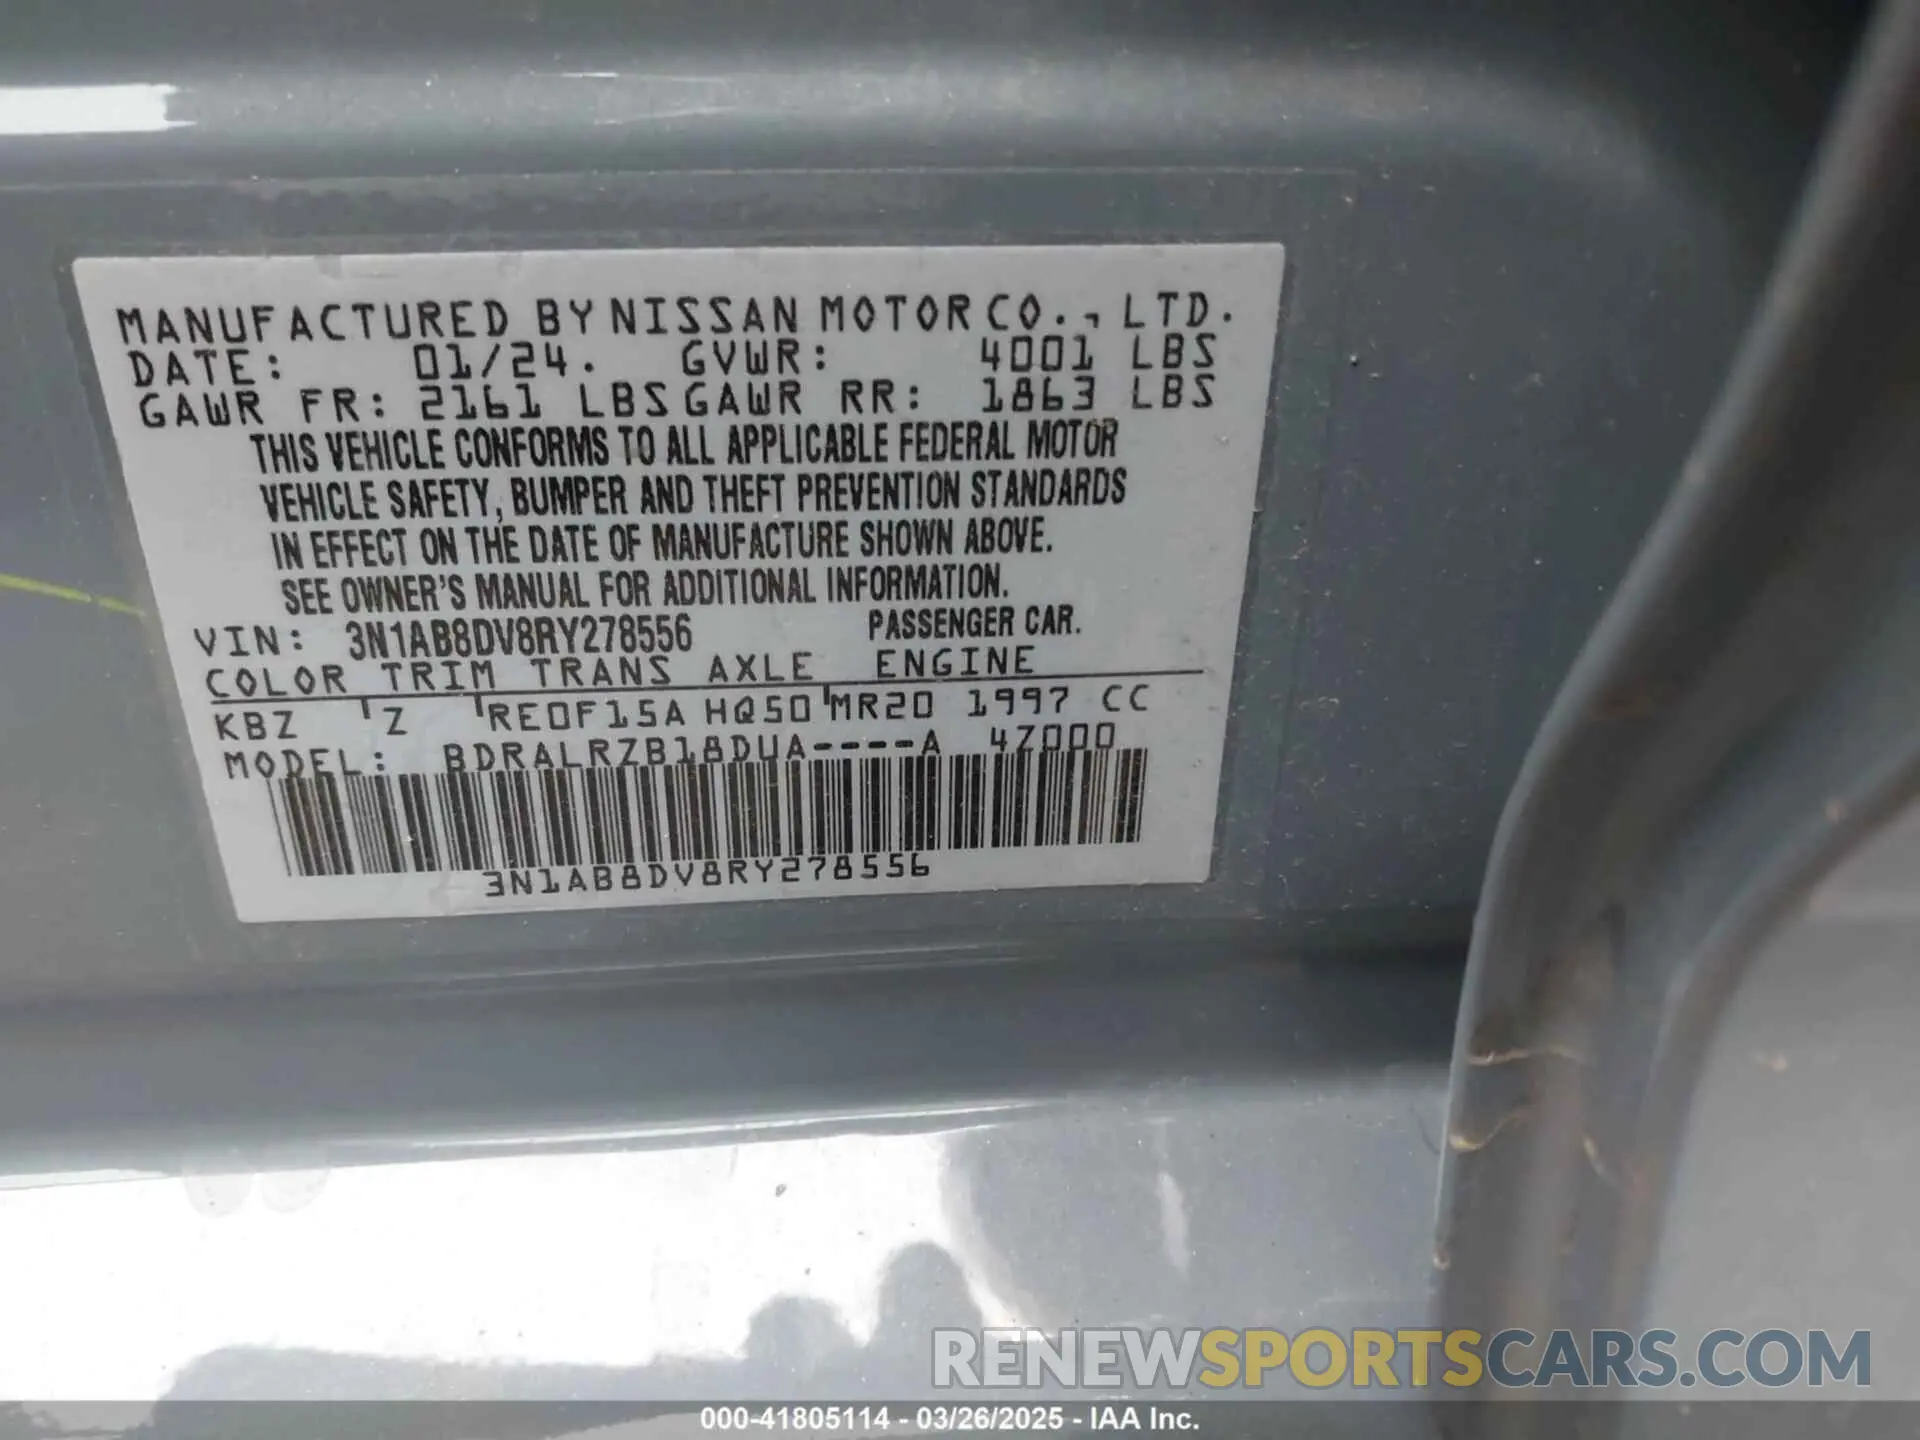 MANUFACTURED BY NISSAN MOTOR CO., LTD.
DATE: 01/24. GVWR: 4001 LBS
GAWR FR: 2161 LBS GAWR RR: 1863 LBS
THIS VEHICLE CONFORMS TO ALL APPLICABLE FEDERAL MOTOR
VEHICLE SAFETY, BUMPER AND THEFT PREVENTION STANDARDS
IN EFFECT ON THE DATE OF MANUFACTURE SHOWN ABOVE.
SEE OWNER'S MANUAL FOR ADDITIONAL INFORMATION.
VIN: 3N1AB8DV8RY278556 PASSENGER CAR.
COLOR TRIM TRANS AXLE ENGINE
KBZ Z RE0F15A HQ50 MR20 1997 CC
MODEL: BDRALRZB18DUA----A 47000
3N1AB8DV8RY278556
RENEWSPORTSCARS.COM
000-41805114 - 03/26/2025 - IAA Inc.